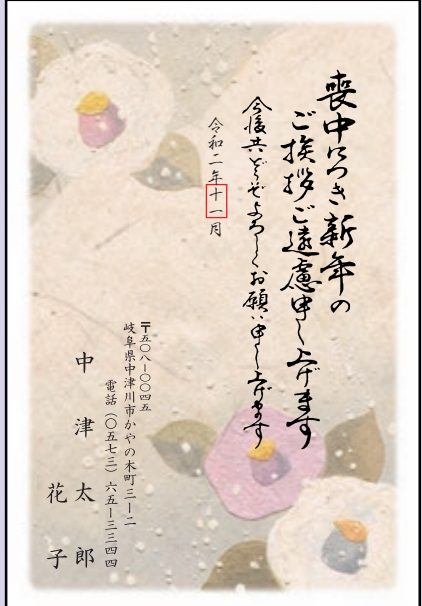 喪中につき新年の
ご挨拶ご遠慮申し上げます
今後共どうぞよろしくお願い申し上げます
令和二年十一月
〒五〇八ー〇〇四五
岐阜県中津川市かやの木町三ー二
電話(〇五七三)六五ー三三四四
中津太郎
花子